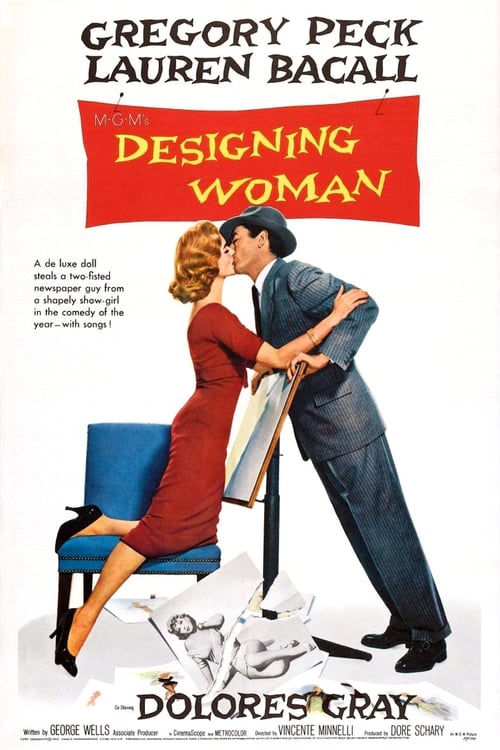 GREGORY PECK
LAUREN BACALL
M-G-M's
DESIGNING
WOMAN
A de luxe doll
steals a two-fisted
newspaper guy from
a shapely show-girl
in the comedy of the
year – with songs !
Co-Starring DOLORES GRAY
Written by GEORGE WELLS Associate Producer In CinemaScope And METROCOLOR Directed by VINCENTE MINNELLI Produced by DORE SCHARY